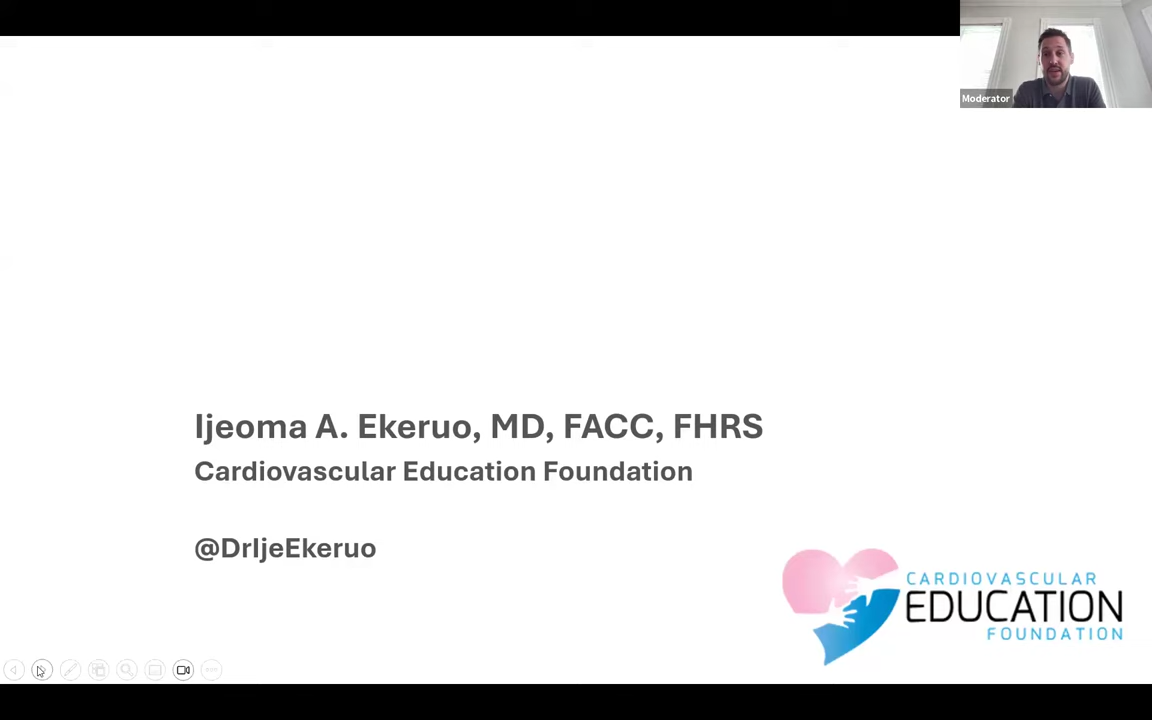 Moderator
Ijeoma A. Ekeruo, MD, FACC, FHRS
Cardiovascular Education Foundation
@DrIjeEkeruo
CARDIOVASCULAR
EDUCATION
FOUNDATION